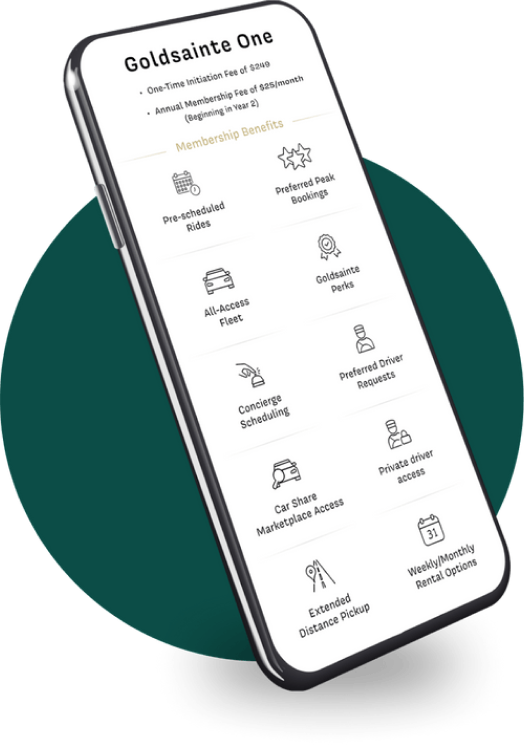 Goldsainte One
• One-Time Initiation Fee of $249
• Annual Membership Fee of $25/month
(Beginning in Year 2)
Membership Benefits
Pre-scheduled
Rides
Preferred Peak
Bookings
All-Access
Fleet
Goldsainte
Perks
Concierge
Scheduling
Preferred Driver
Requests
Car Share
Marketplace Access
Private driver
access
Extended
Distance Pickup
31
Weekly/Monthly
Rental Options